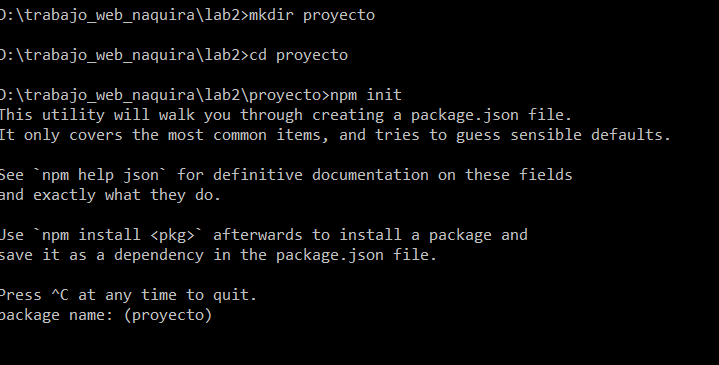 D:\trabajo_web_naquira\lab2>mkdir proyecto
D:\trabajo_web_naquira\lab2>cd proyecto
D:\trabajo_web_naquira\lab2\proyecto>npm init
This utility will walk you through creating a package.json file.
It only covers the most common items, and tries to guess sensible defaults.
See `npm help json` for definitive documentation on these fields
and exactly what they do.
Use `npm install <pkg>` afterwards to install a package and
save it as a dependency in the package.json file.
Press ^C at any time to quit.
package name: (proyecto)